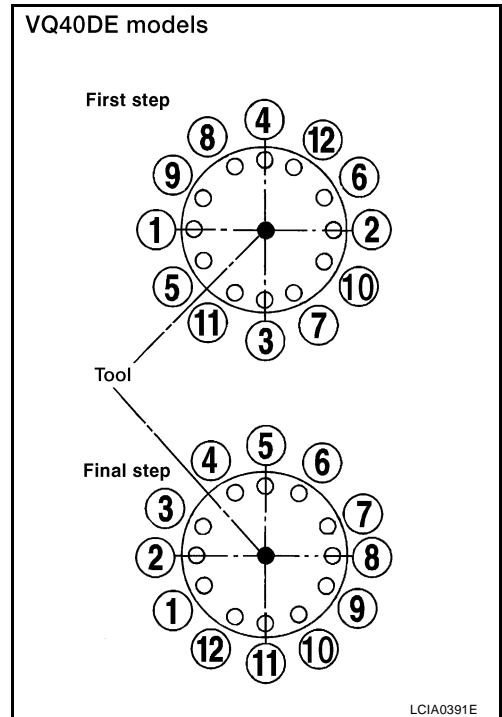 VQ40DE models
First step
4
8 12
9 6
1 2
5 10
11 7
3
Tool
Final step
5
4 6
3 7
2 8
1 9
12 10
11
LCIA0391E